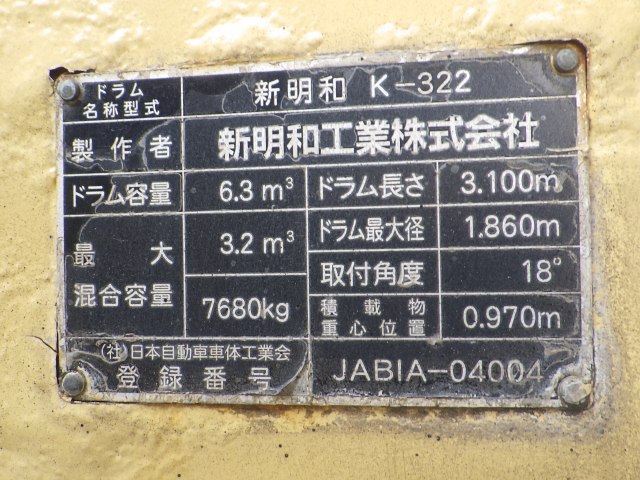 ドラム
名称型式
新明和 K-322
製作者
新明和工業株式会社
ドラム容量
6.3 m³
ドラム長さ
3.100m
最大
混合容量
3.2 m³
7680kg
ドラム最大径
1.860m
取付角度
18°
積載物
重心位置
0.970m
(社)日本自動車車体工業会
登録番号
JABIA-04004